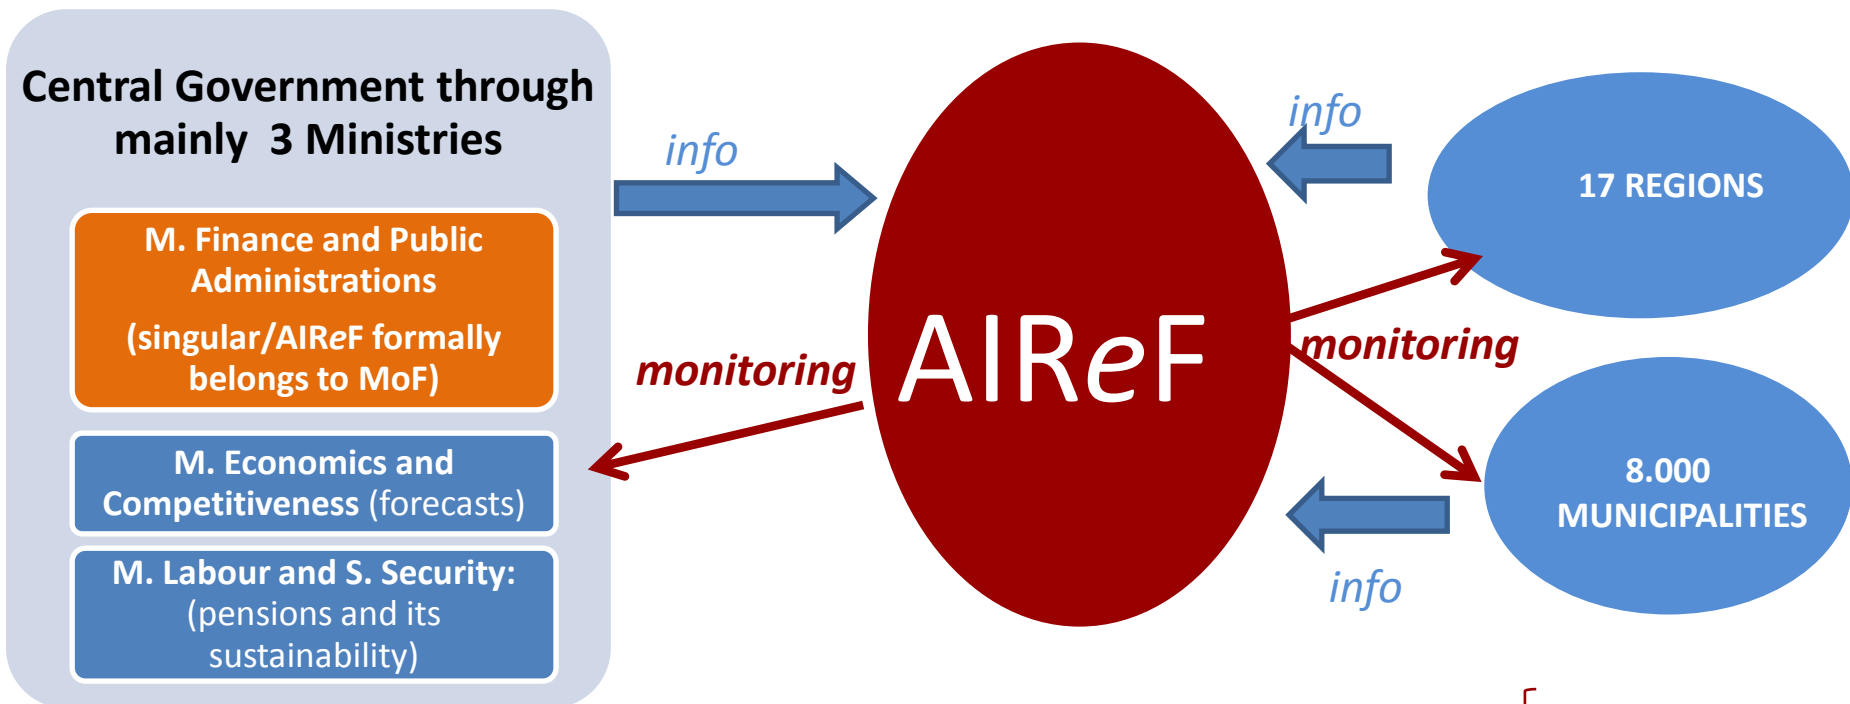 Central Government through
mainly 3 Ministries
M. Finance and Public
Administrations
(singular/AIReF formally
belongs to MoF)
M. Economics and
Competitiveness (forecasts)
M. Labour and S. Security:
(pensions and its
sustainability)
info
monitoring
AIReF
info
monitoring
info
17 REGIONS
8.000
MUNICIPALITIES